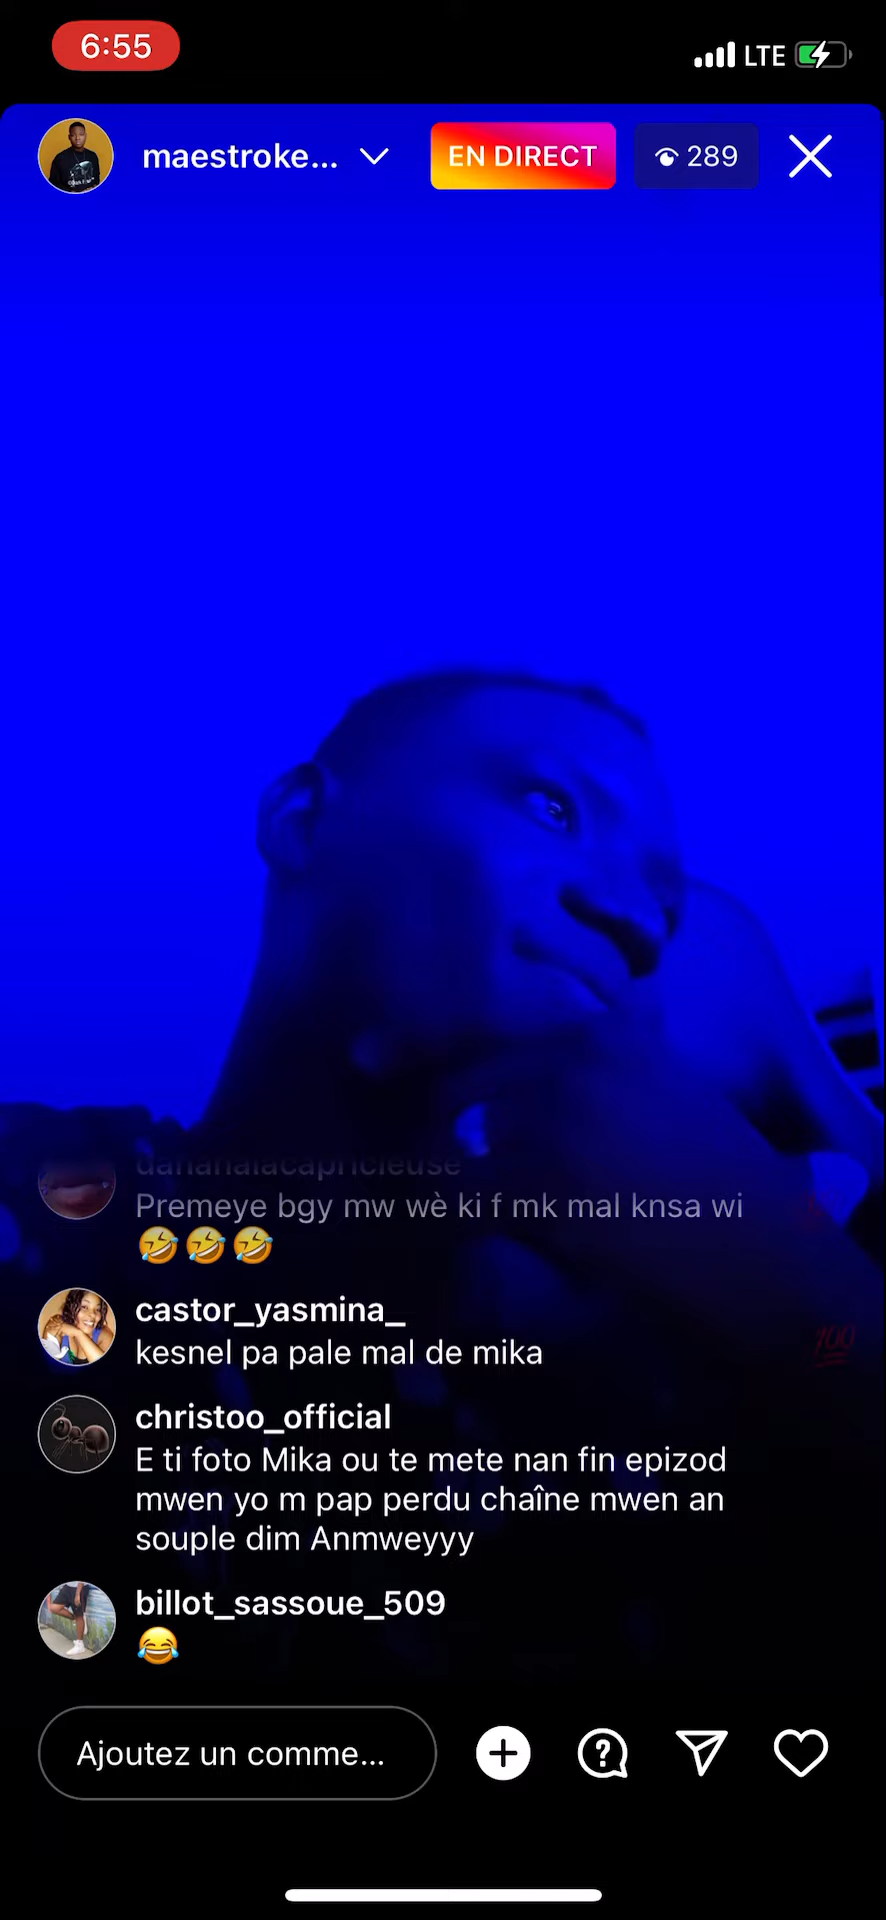 6:55
LTE
maestroke...
EN DIRECT
289
dananalacapricieuse
Premeye bgy mw wè ki f mk mal knsa wi
🤣🤣🤣
castor_yasmina_
kesnel pa pale mal de mika
💯
christoo_official
E ti foto Mika ou te mete nan fin epizod
mwen yo m pap perdu chaîne mwen an
souple dim Anmweyyy
billot_sassoue_509
😂
Ajoutez un comme...